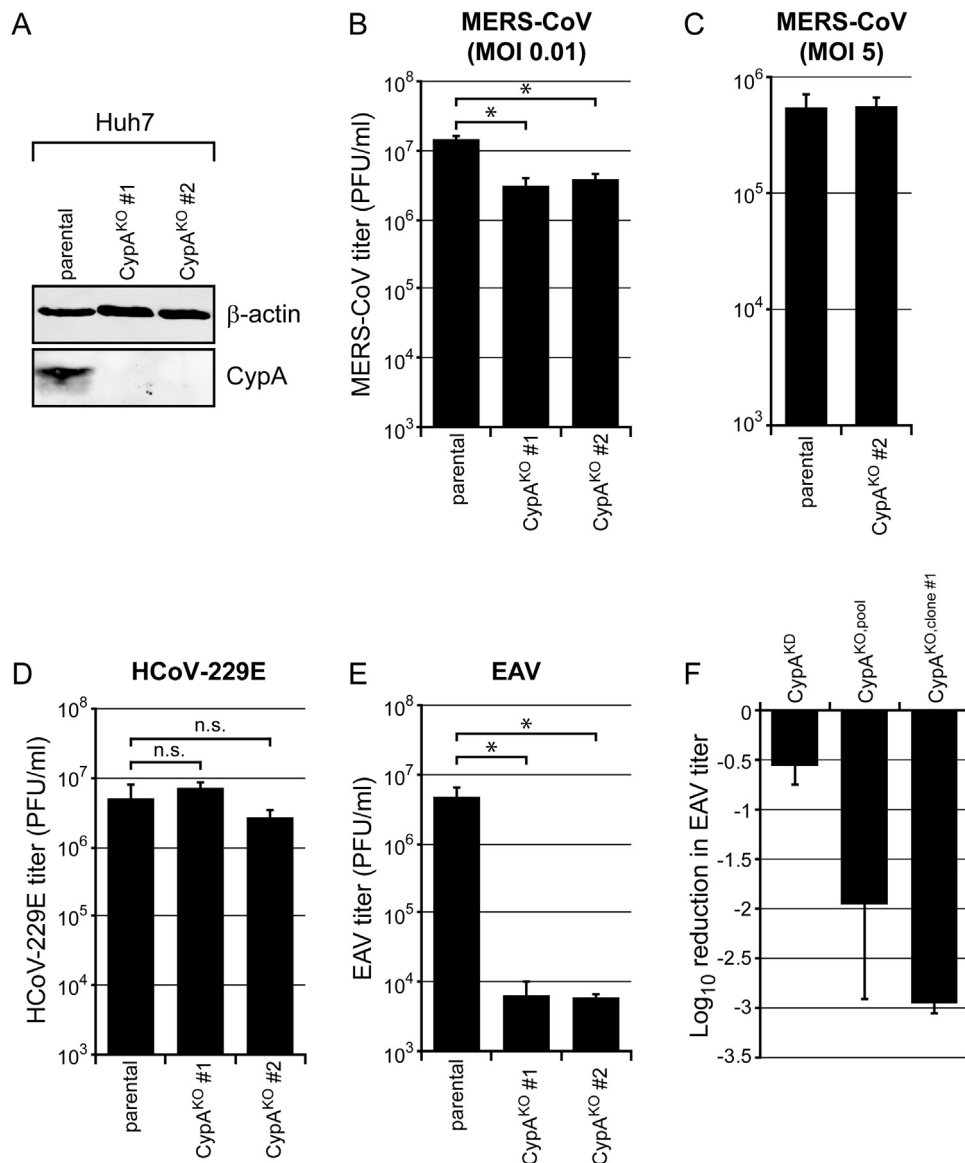 A
Huh7
parental
CypA^KO #1
CypA^KO #2
β-actin
CypA
B
MERS-CoV
(MOI 0.01)
MERS-CoV titer (PFU/ml)
10^8
10^7
10^6
10^5
10^4
10^3
*
*
parental
CypA^KO #1
CypA^KO #2
C
MERS-CoV
(MOI 5)
10^6
10^5
10^4
10^3
parental
CypA^KO #2
D
HCoV-229E
HCoV-229E titer (PFU/ml)
10^8
10^7
10^6
10^5
10^4
10^3
n.s.
n.s.
parental
CypA^KO #1
CypA^KO #2
E
EAV
EAV titer (PFU/ml)
10^8
10^7
10^6
10^5
10^4
10^3
*
*
parental
CypA^KO #1
CypA^KO #2
F
CypA^KD
CypA^KO,pool
CypA^KO,clone #1
Log₁₀ reduction in EAV titer
0
-0.5
-1
-1.5
-2
-2.5
-3
-3.5